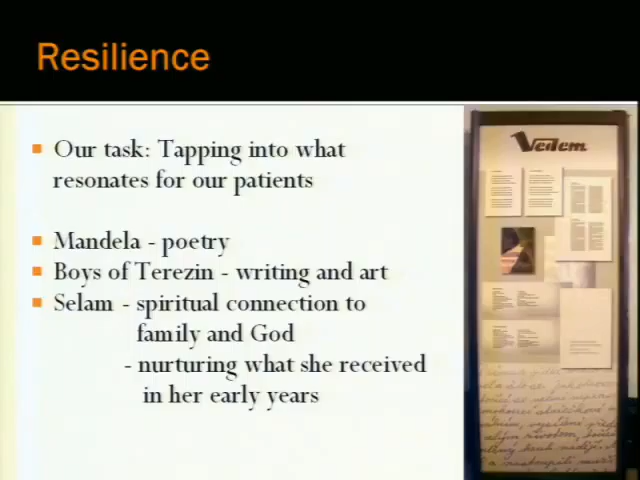 Resilience
Our task: Tapping into what
resonates for our patients
Mandela - poetry
Boys of Terezin - writing and art
Selam - spiritual connection to
family and God
- nurturing what she received
in her early years
Vedem